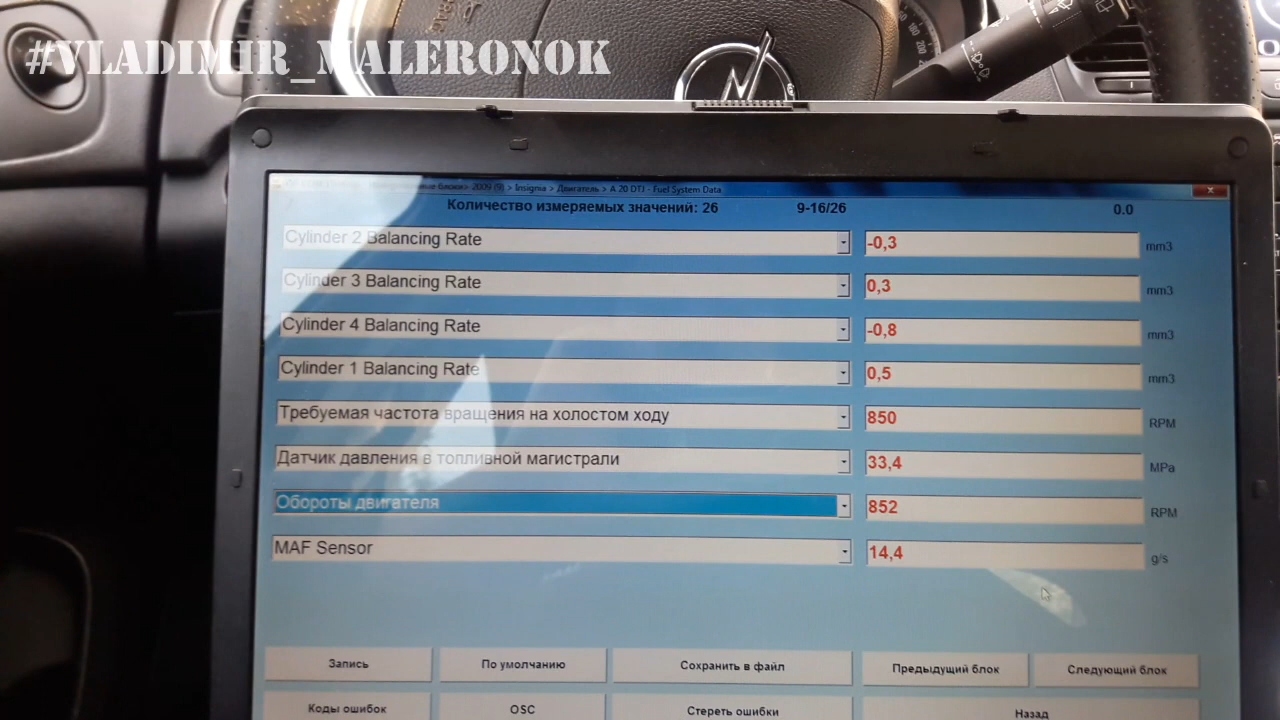 #VLADIMIR_MALERONOK
блоки> 2009 (9) > Insignia > Двигатель > A 20 DTJ - Fuel System Data
Количество измеряемых значений: 26 9-16/26 0.0
Cylinder 2 Balancing Rate -0,3 mm3
Cylinder 3 Balancing Rate 0,3 mm3
Cylinder 4 Balancing Rate -0,8 mm3
Cylinder 1 Balancing Rate 0,5 mm3
Требуемая частота вращения на холостом ходу 850 RPM
Датчик давления в топливной магистрали 33,4 MPa
Обороты двигателя 852 RPM
MAF Sensor 14,4 g/s
Запись По умолчанию Сохранить в файл Предыдущий блок Следующий блок
Коды ошибок OSC Стереть ошибки Назад